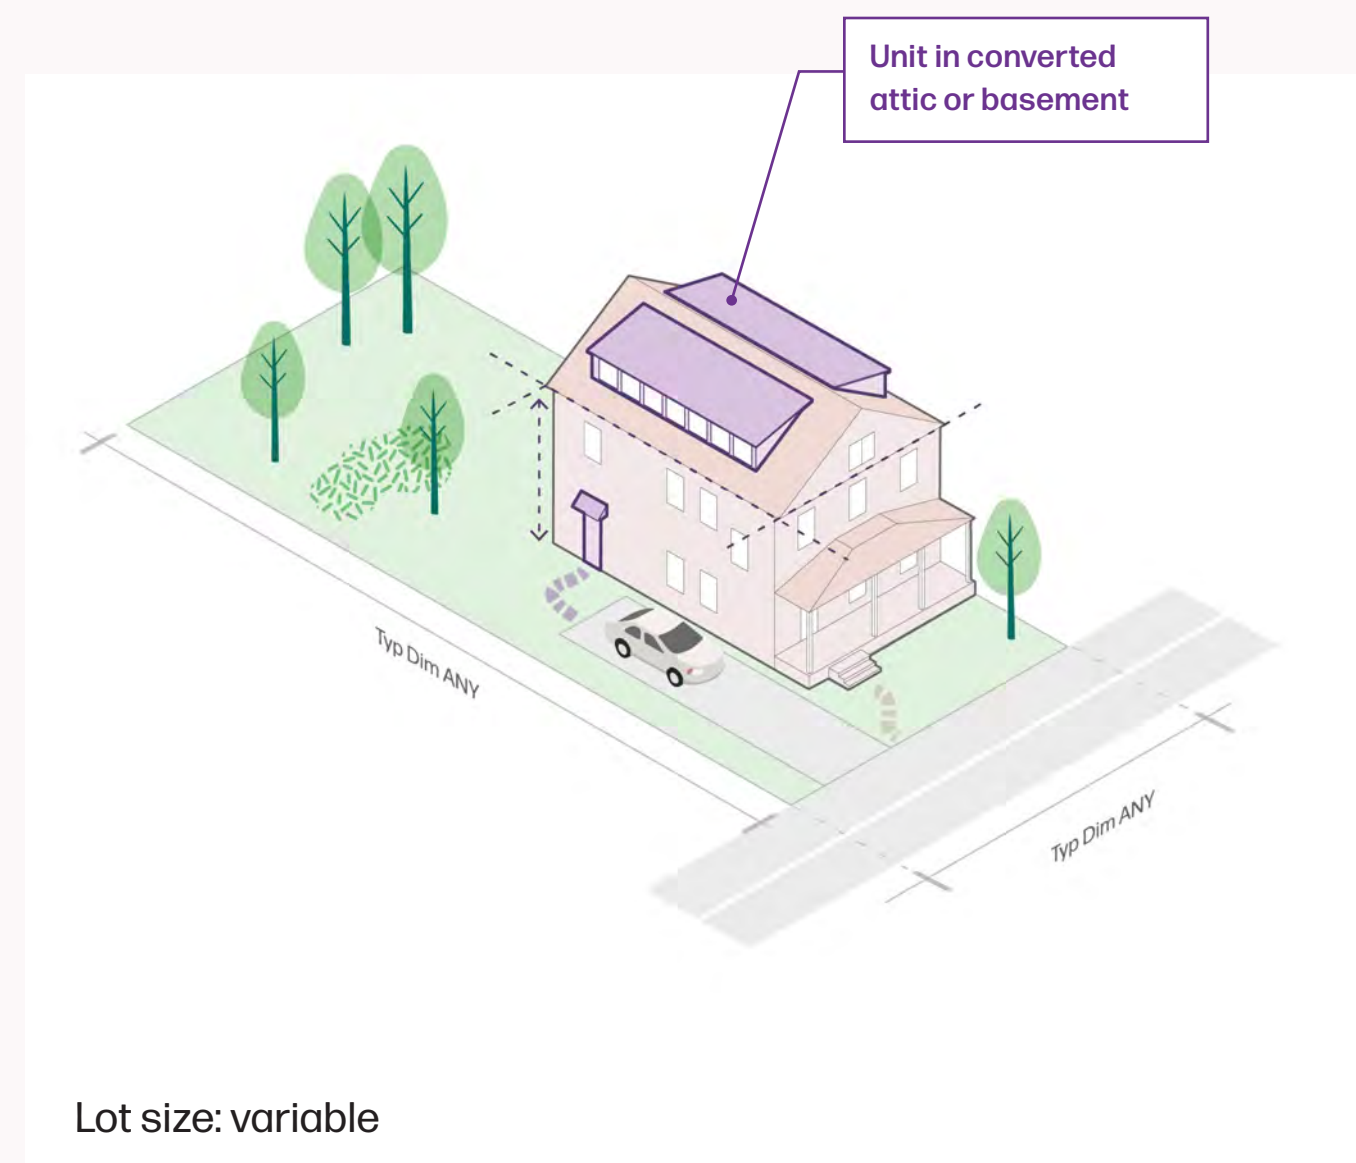 Unit in converted
attic or basement
Typ Dim ANY
Typ Dim ANY
Lot size: variable